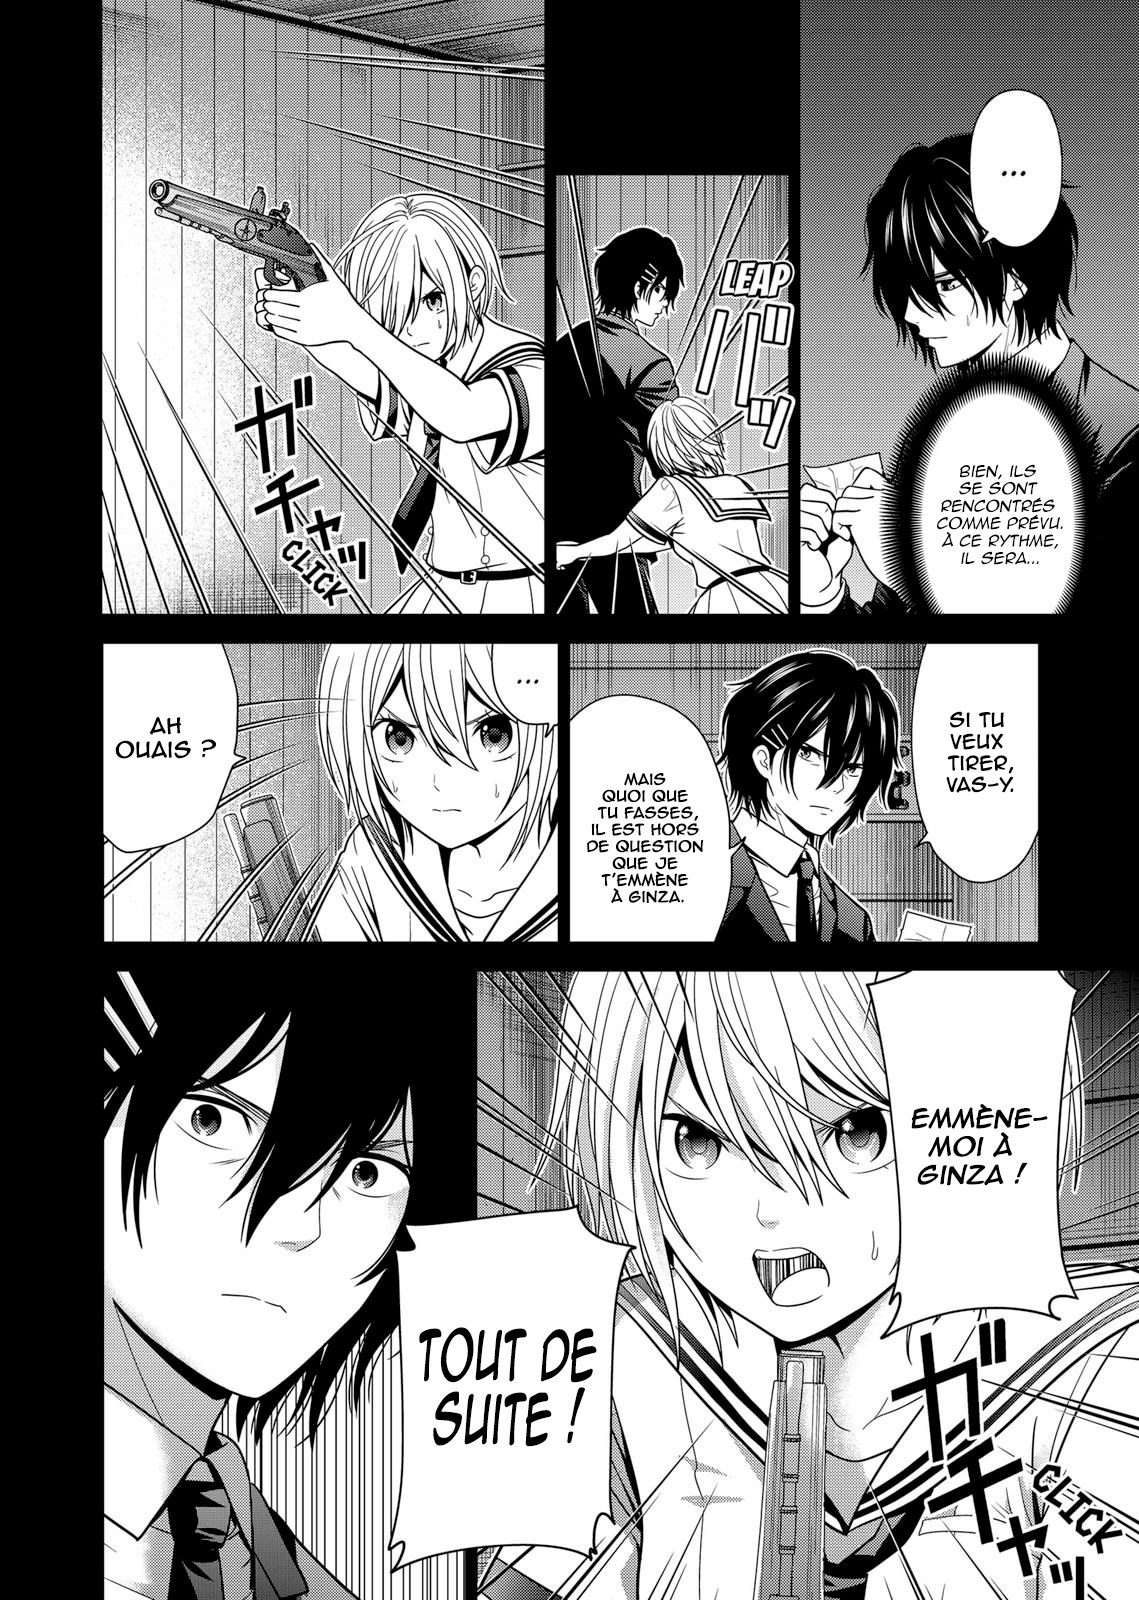 ...
BIEN, ILS
SE SONT
RENCONTRÉS
COMME PRÉVU.
À CE RYTHME,
IL SERA...
LEAP
バッ
ガチャッ
CLICK
SI TU
VEUX
TIRER,
VAS-Y.
MAIS
QUOI QUE
TU FASSES,
IL EST HORS
DE QUESTION
QUE JE
T'EMMÈNE
À GINZA.
...
AH
OUAIS ?
EMMÈNE-
MOI À
GINZA !
ガチャッ
CLICK
TOUT DE
SUITE !